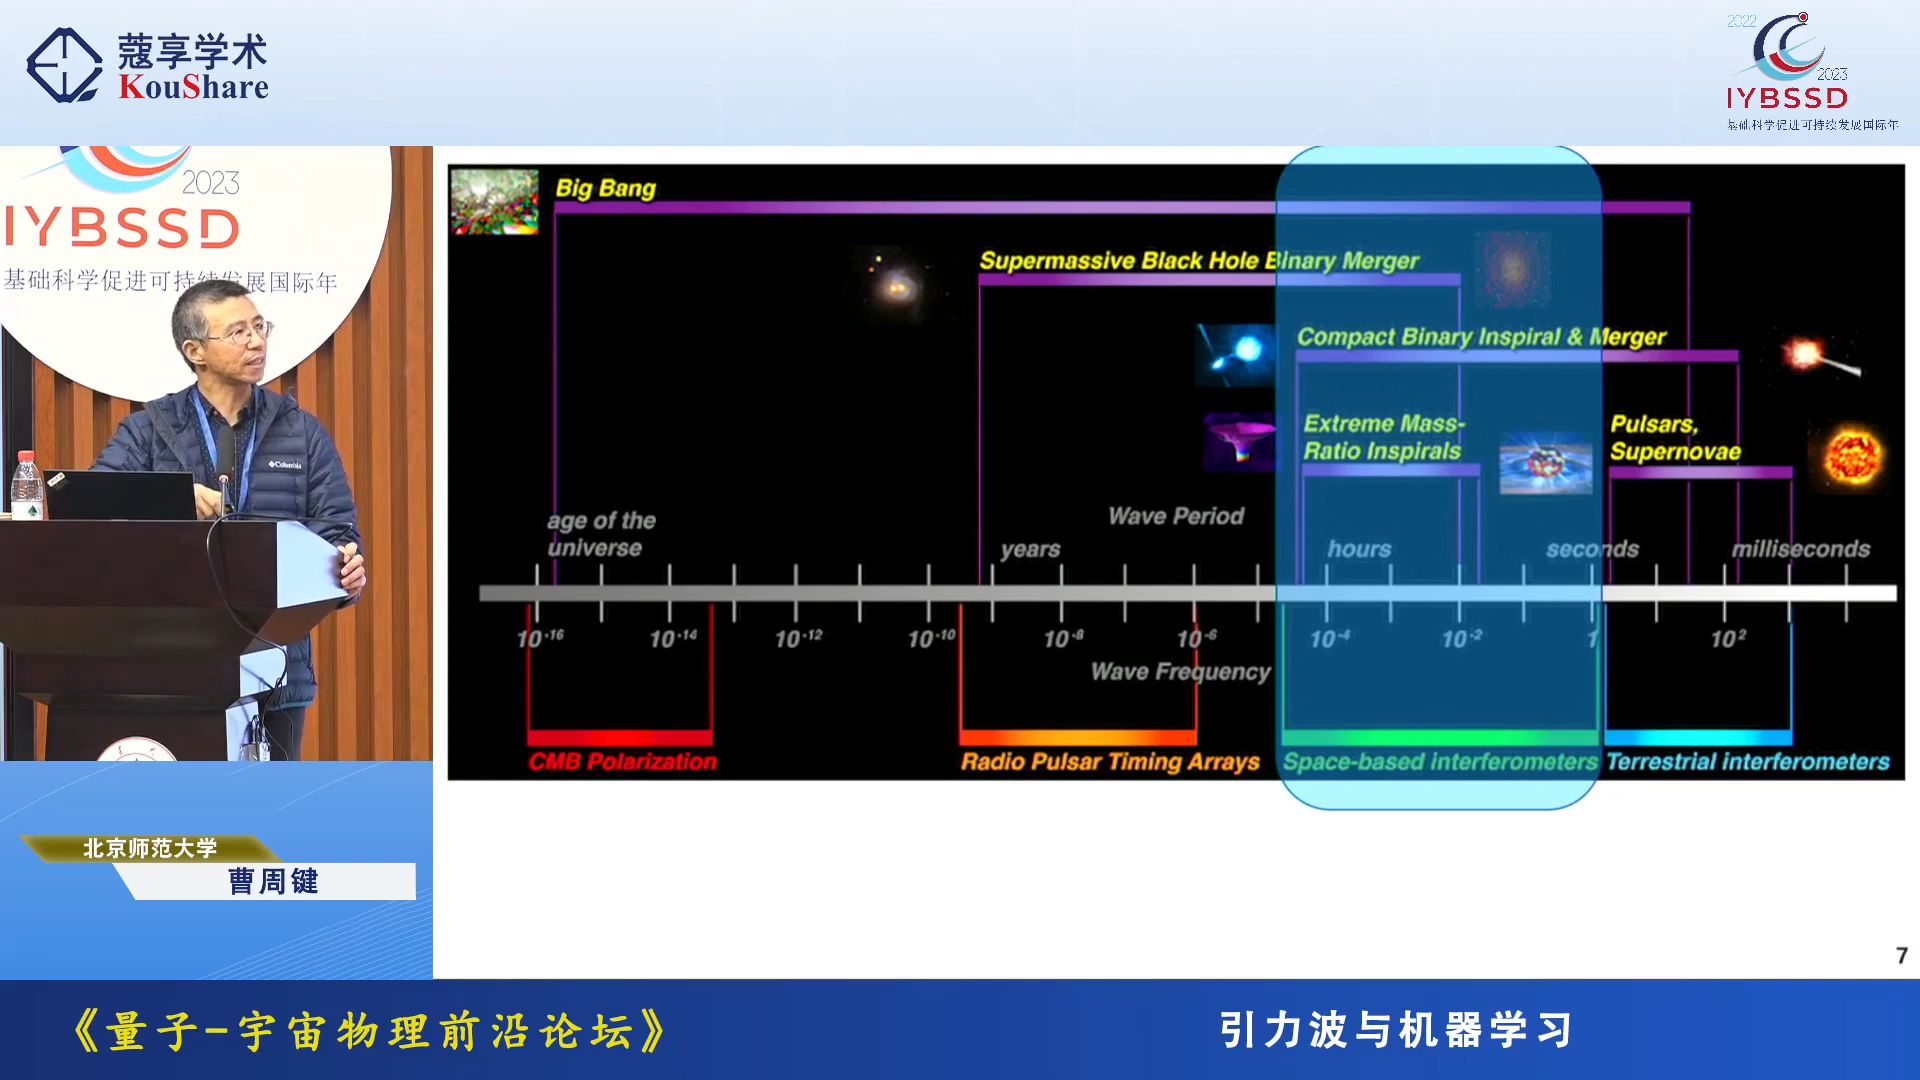 蔻享学术
KouShare
2022
2023
IYBSSD
基础科学促进可持续发展国际年
2023
IYBSSD
基础科学促进可持续发展国际年
Columbia
Big Bang
Supermassive Black Hole Binary Merger
Compact Binary Inspiral & Merger
Extreme Mass-
Ratio Inspirals
Pulsars,
Supernovae
age of the
universe
Wave Period
years
hours
seconds
milliseconds
10⁻¹⁶
10⁻¹⁴
10⁻¹²
10⁻¹⁰
10⁻⁸
10⁻⁶
10⁻⁴
10⁻²
1
10²
Wave Frequency
CMB Polarization
Radio Pulsar Timing Arrays
Space-based interferometers
Terrestrial interferometers
7
北京师范大学
曹周键
《量子-宇宙物理前沿论坛》
引力波与机器学习